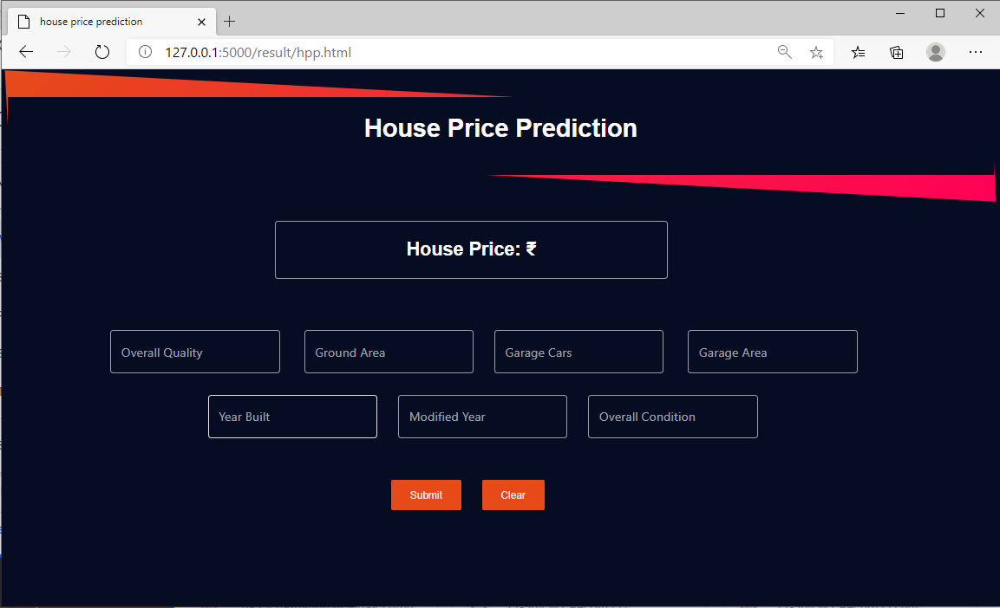 house price prediction
127.0.0.1:5000/result/hpp.html
House Price Prediction
House Price: ₹
Overall Quality Ground Area Garage Cars Garage Area
Year Built Modified Year Overall Condition
Submit Clear